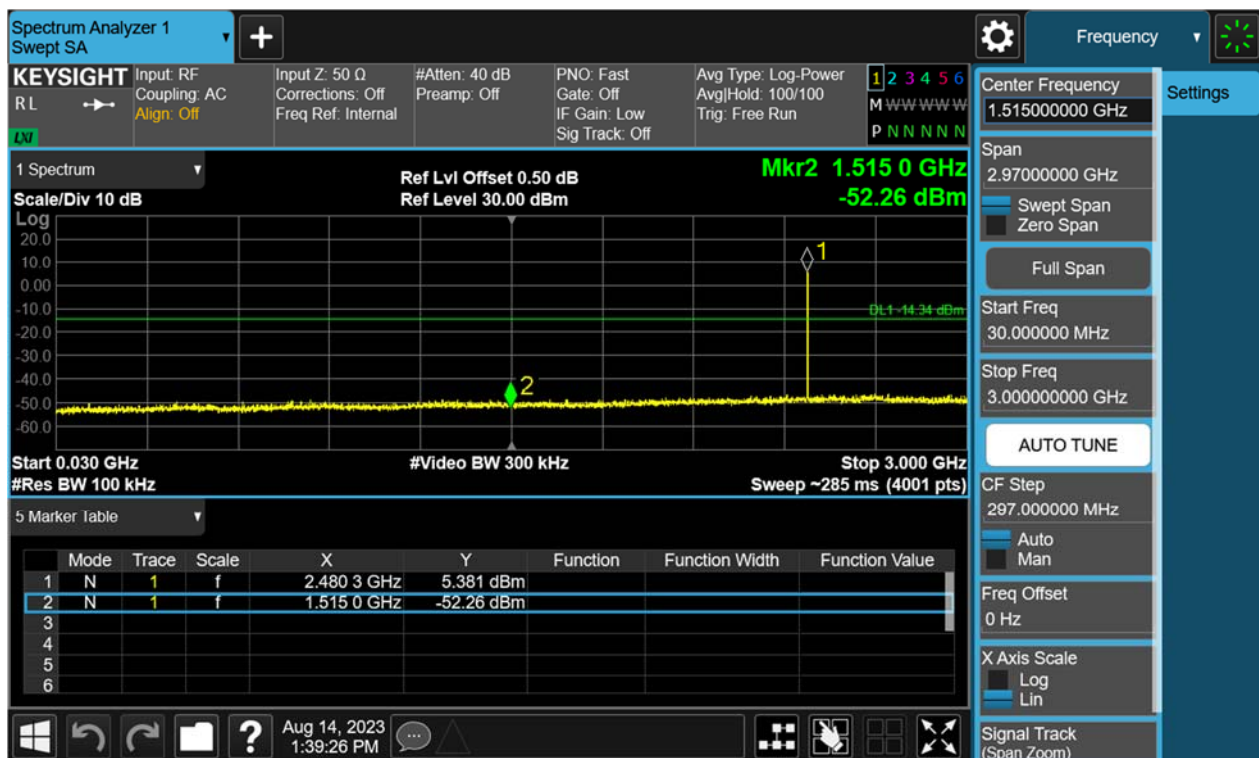 Spectrum Analyzer 1
Swept SA
+
Frequency
KEYSIGHT
R L
LXI
Input: RF
Coupling: AC
Align: Off
Input Z: 50 Ω
Corrections: Off
Freq Ref: Internal
#Atten: 40 dB
Preamp: Off
PNO: Fast
Gate: Off
IF Gain: Low
Sig Track: Off
Avg Type: Log-Power
Avg|Hold: 100/100
Trig: Free Run
1 2 3 4 5 6
M W W W W W
P N N N N N
1 Spectrum
Scale/Div 10 dB
Ref Lvl Offset 0.50 dB
Ref Level 30.00 dBm
Mkr2 1.515 0 GHz
-52.26 dBm
Log
20.0
10.0
0.00
-10.0
-20.0
-30.0
-40.0
-50.0
-60.0
1
DL1 -14.34 dBm
2
Start 0.030 GHz
#Video BW 300 kHz
Stop 3.000 GHz
#Res BW 100 kHz
Sweep ~285 ms (4001 pts)
5 Marker Table
Mode Trace Scale X Y Function Function Width Function Value
1 N 1 f 2.480 3 GHz 5.381 dBm
2 N 1 f 1.515 0 GHz -52.26 dBm
3
4
5
6
?
Aug 14, 2023
1:39:26 PM
Center Frequency
1.515000000 GHz
Settings
Span
2.97000000 GHz
Swept Span
Zero Span
Full Span
Start Freq
30.000000 MHz
Stop Freq
3.000000000 GHz
AUTO TUNE
CF Step
297.000000 MHz
Auto
Man
Freq Offset
0 Hz
X Axis Scale
Log
Lin
Signal Track
(Span Zoom)